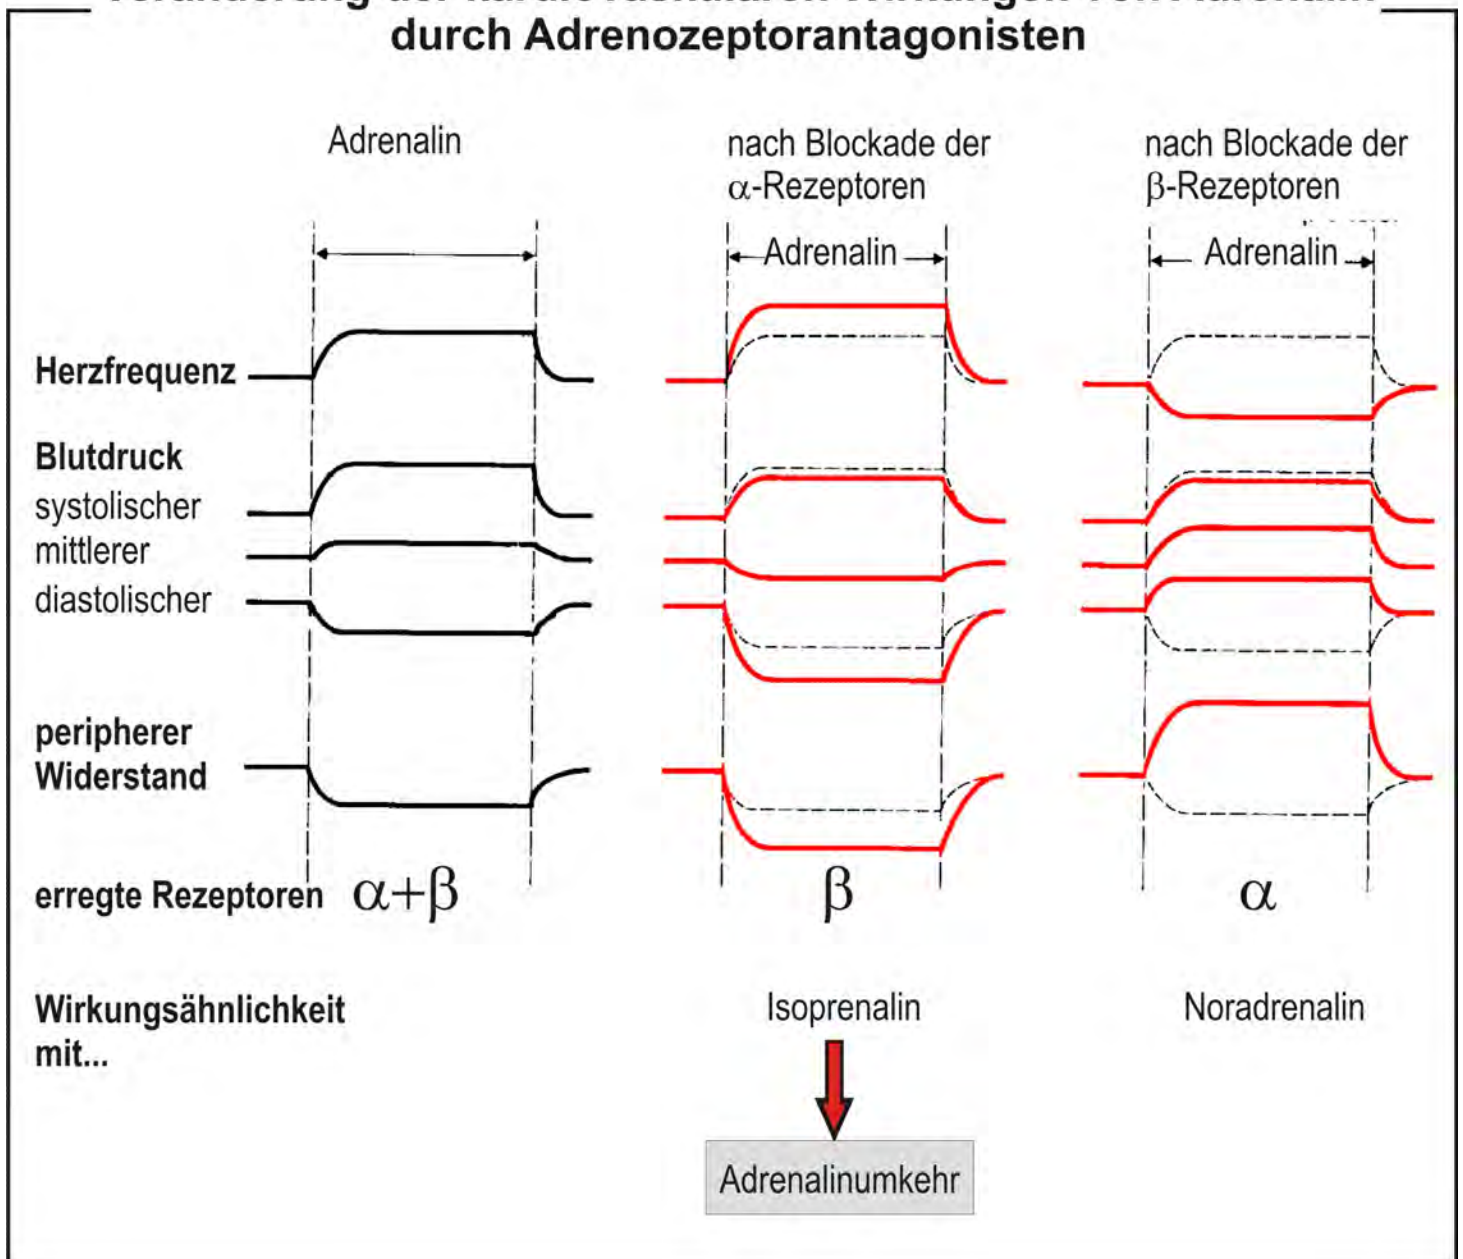 durch Adrenozeptorantagonisten
Adrenalin
nach Blockade der
α-Rezeptoren
nach Blockade der
β-Rezeptoren
Adrenalin
Adrenalin
Herzfrequenz
Blutdruck
systolischer
mittlerer
diastolischer
peripherer
Widerstand
erregte Rezeptoren α+β β α
Wirkungsähnlichkeit
mit...
Isoprenalin
Noradrenalin
Adrenalinumkehr